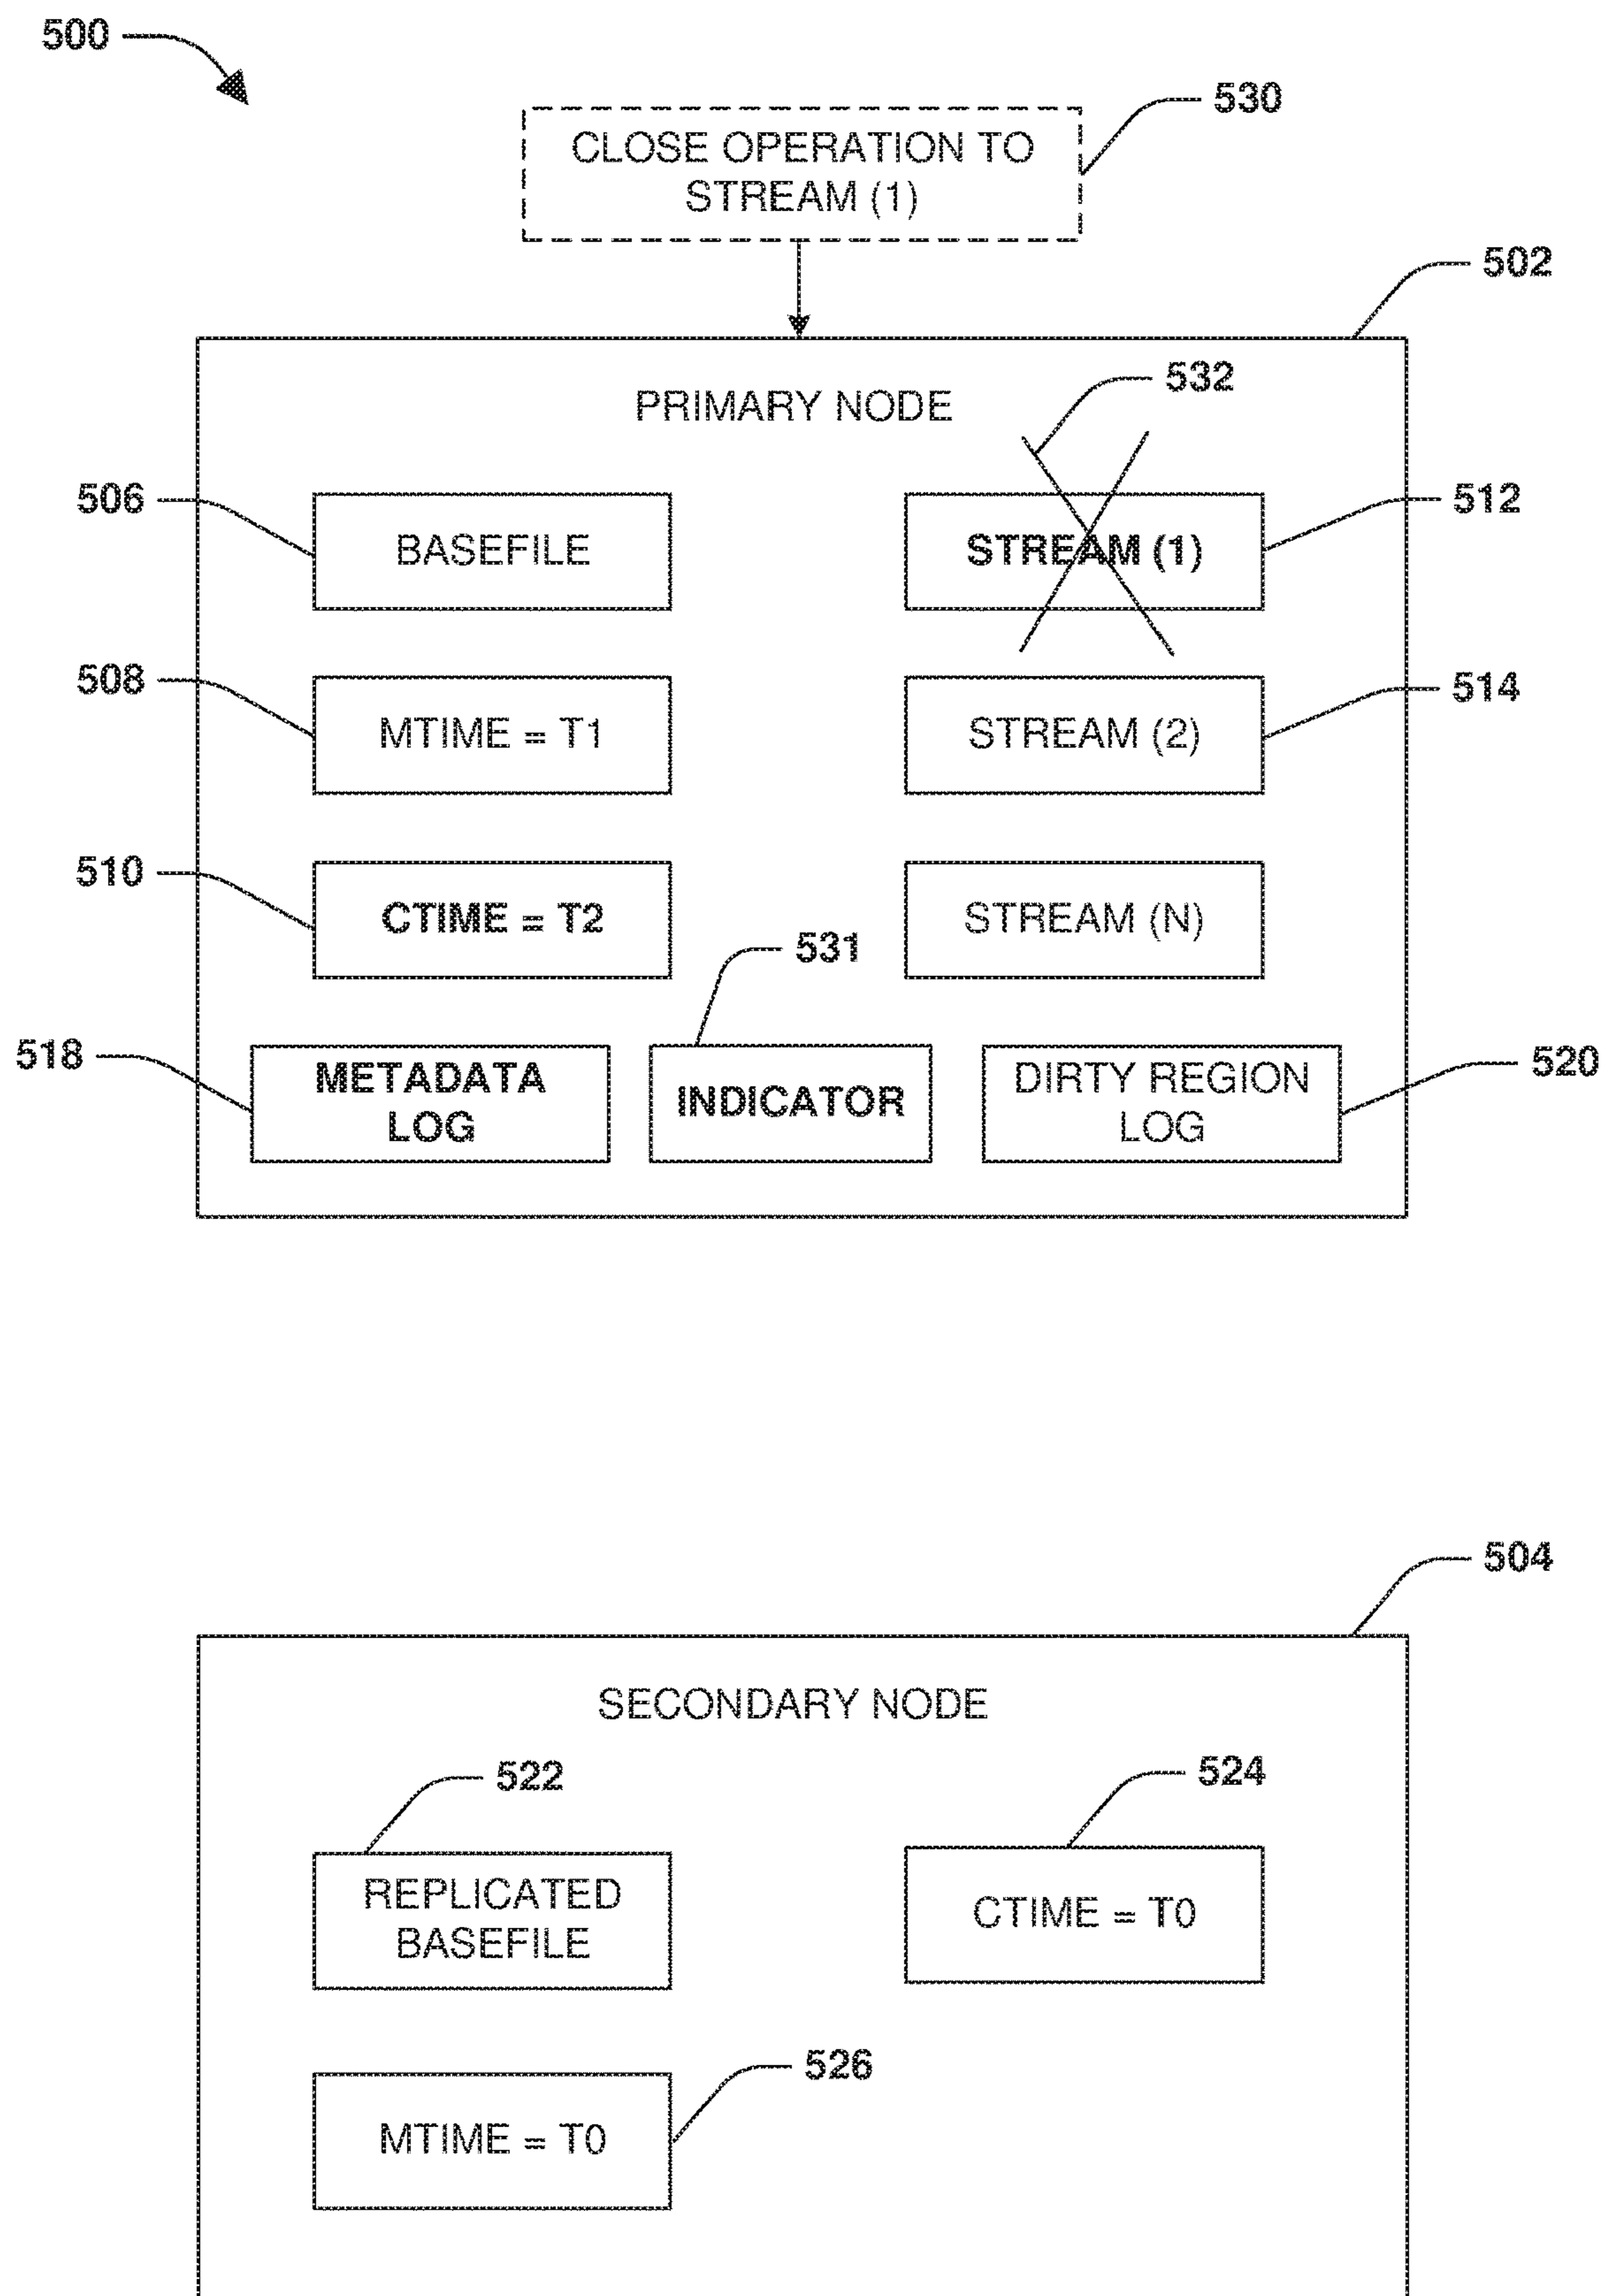 500
530
CLOSE OPERATION TO
STREAM (1)
502
PRIMARY NODE
532
506
BASEFILE
STREAM (1)
512
508
MTIME = T1
STREAM (2)
514
510
CTIME = T2
STREAM (N)
531
518
METADATA
LOG
INDICATOR
DIRTY REGION
LOG
520
504
SECONDARY NODE
522
524
REPLICATED
BASEFILE
CTIME = T0
526
MTIME = T0